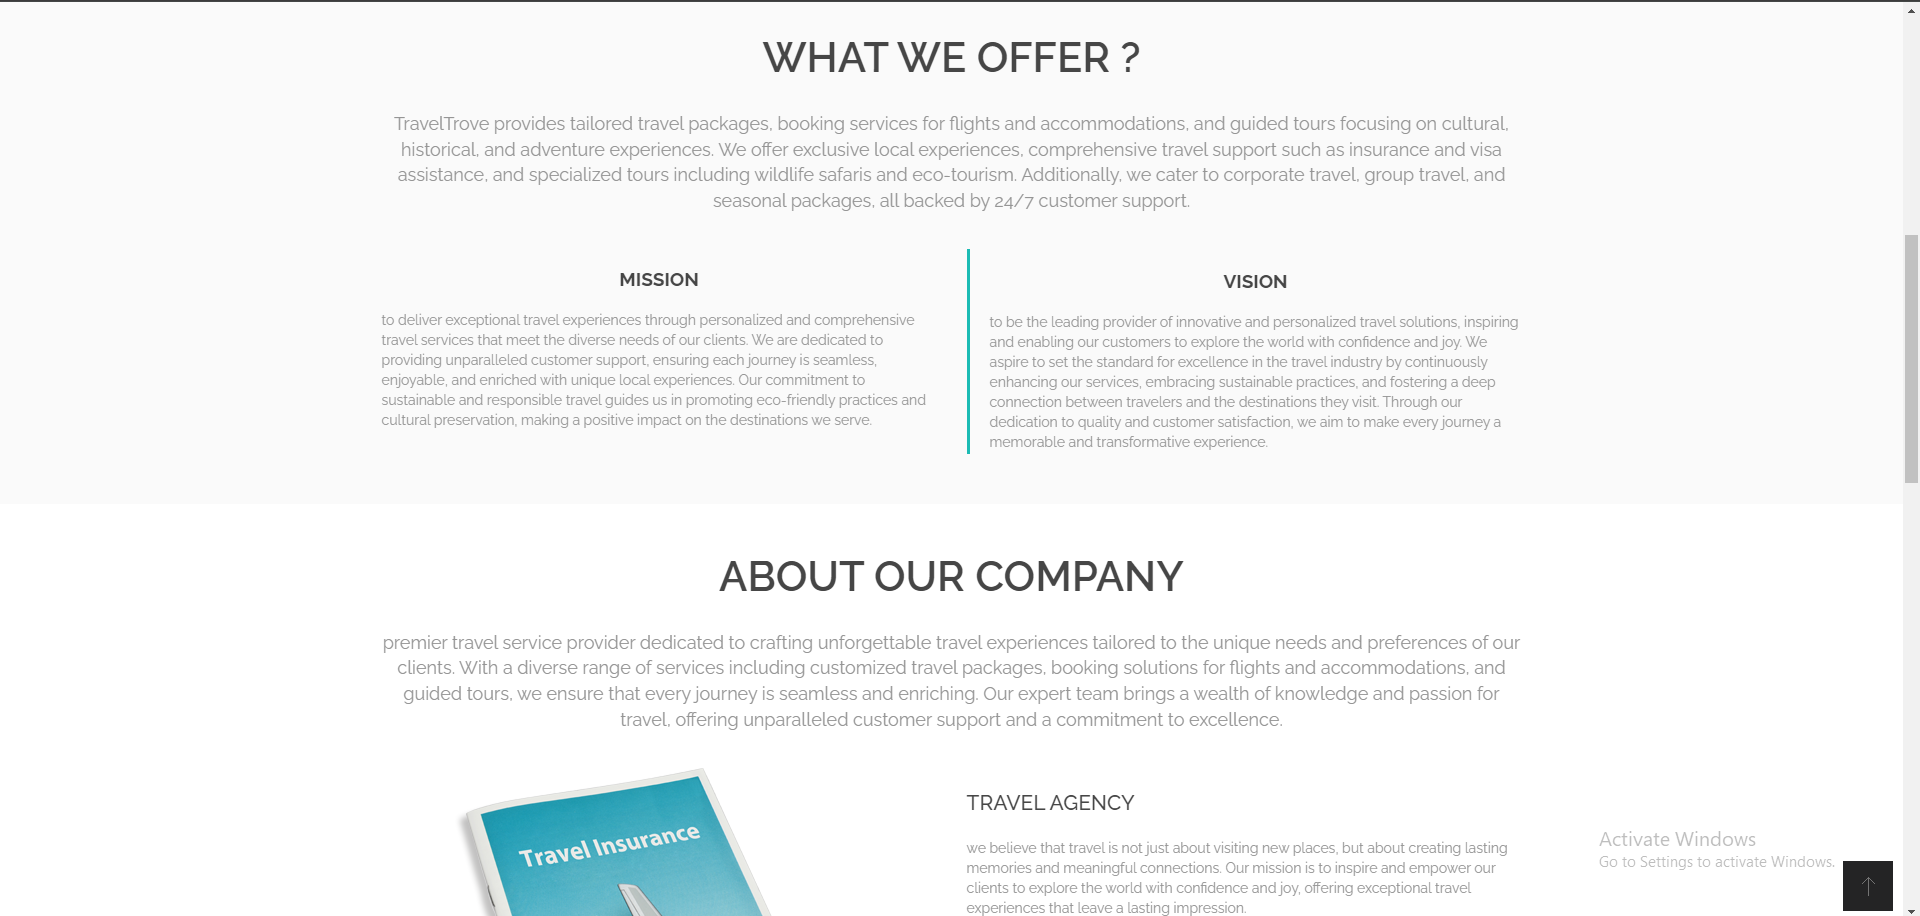 WHAT WE OFFER ?
TravelTrove provides tailored travel packages, booking services for flights and accommodations, and guided tours focusing on cultural,
historical, and adventure experiences. We offer exclusive local experiences, comprehensive travel support such as insurance and visa
assistance, and specialized tours including wildlife safaris and eco-tourism. Additionally, we cater to corporate travel, group travel, and
seasonal packages, all backed by 24/7 customer support.
MISSION
to deliver exceptional travel experiences through personalized and comprehensive
travel services that meet the diverse needs of our clients. We are dedicated to
providing unparalleled customer support, ensuring each journey is seamless,
enjoyable, and enriched with unique local experiences. Our commitment to
sustainable and responsible travel guides us in promoting eco-friendly practices and
cultural preservation, making a positive impact on the destinations we serve.
VISION
to be the leading provider of innovative and personalized travel solutions, inspiring
and enabling our customers to explore the world with confidence and joy. We
aspire to set the standard for excellence in the travel industry by continuously
enhancing our services, embracing sustainable practices, and fostering a deep
connection between travelers and the destinations they visit. Through our
dedication to quality and customer satisfaction, we aim to make every journey a
memorable and transformative experience.
ABOUT OUR COMPANY
premier travel service provider dedicated to crafting unforgettable travel experiences tailored to the unique needs and preferences of our
clients. With a diverse range of services including customized travel packages, booking solutions for flights and accommodations, and
guided tours, we ensure that every journey is seamless and enriching. Our expert team brings a wealth of knowledge and passion for
travel, offering unparalleled customer support and a commitment to excellence.
Travel Insurance
TRAVEL AGENCY
we believe that travel is not just about visiting new places, but about creating lasting
memories and meaningful connections. Our mission is to inspire and empower our
clients to explore the world with confidence and joy, offering exceptional travel
experiences that leave a lasting impression.
Activate Windows
Go to Settings to activate Windows.